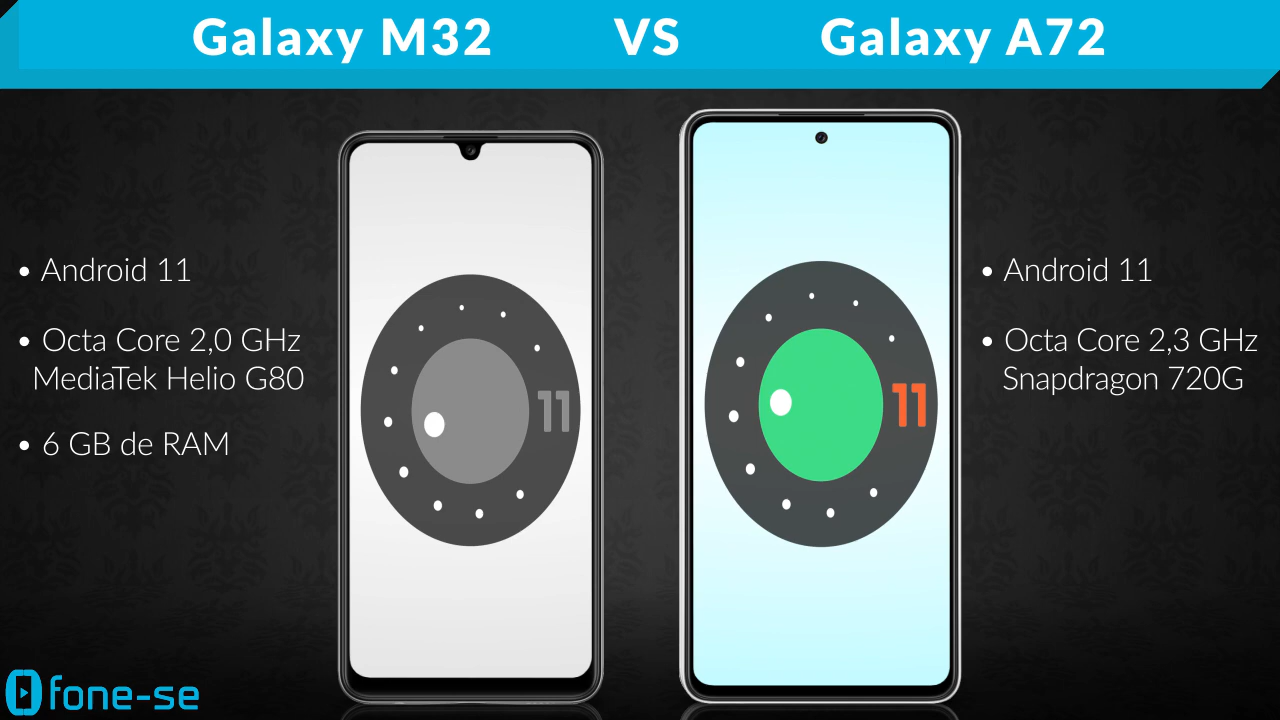 Galaxy M32 VS Galaxy A72
• Android 11
• Octa Core 2,0 GHz
MediaTek Helio G80
• 6 GB de RAM
11
11
• Android 11
• Octa Core 2,3 GHz
Snapdragon 720G
fone-se